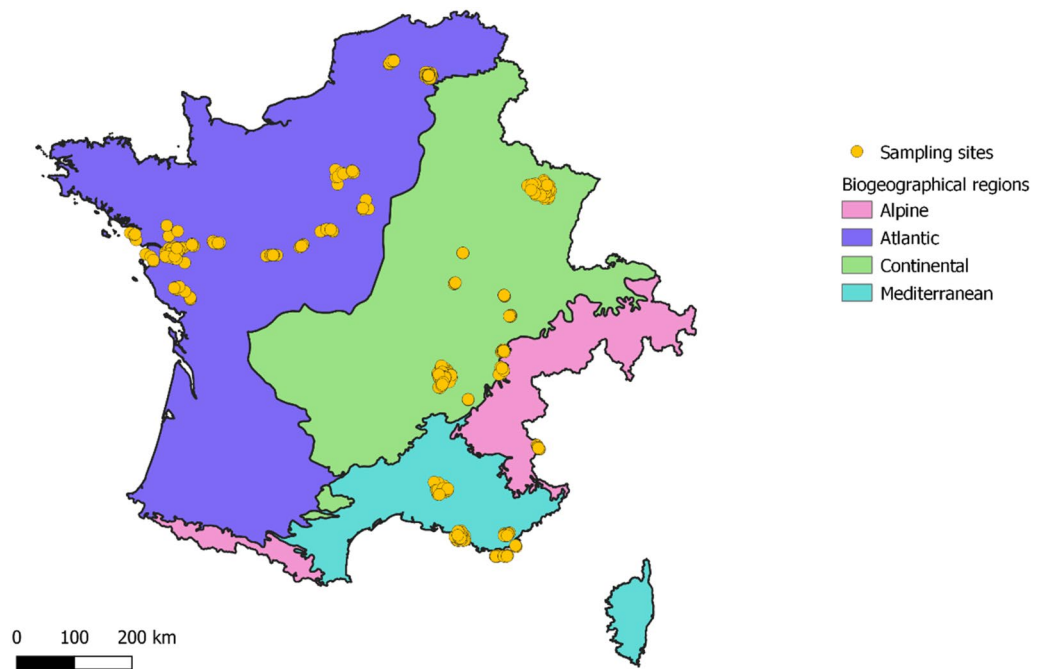 Sampling sites
Biogeographical regions
Alpine
Atlantic
Continental
Mediterranean
0 100 200 km